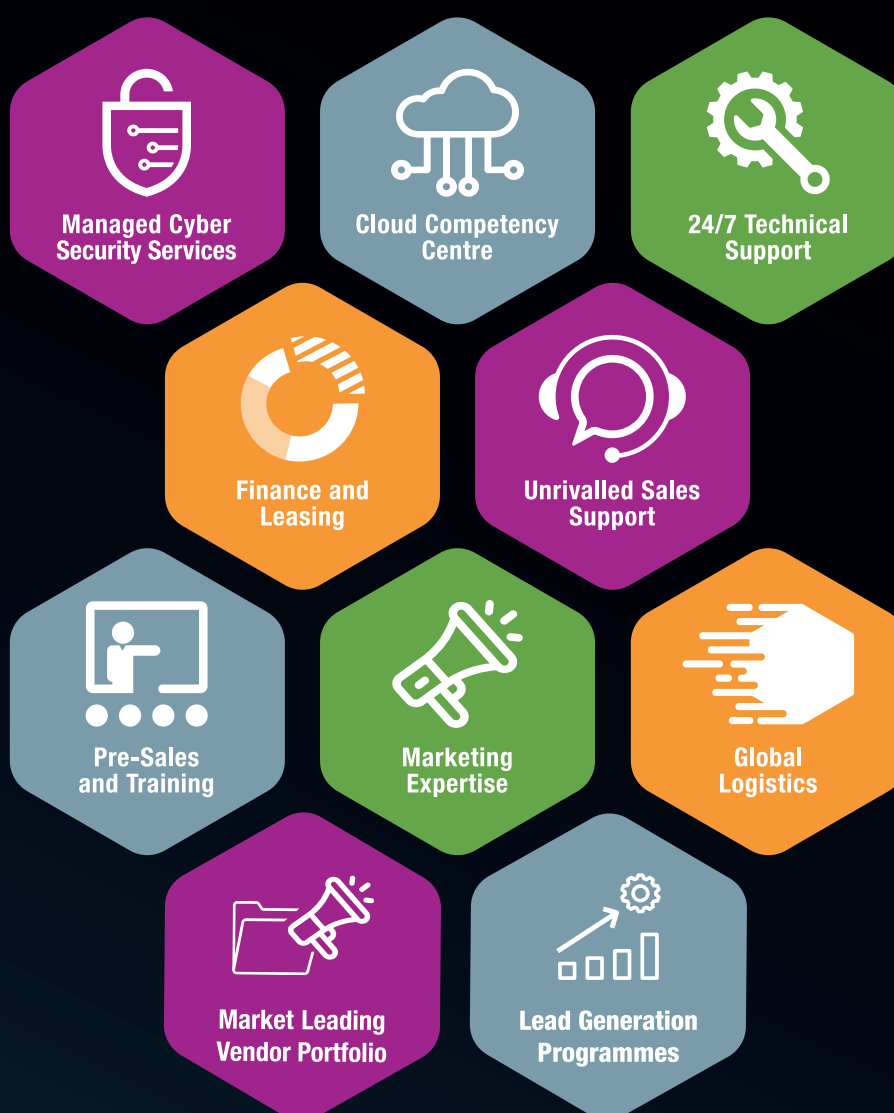 Managed Cyber
Security Services
Cloud Competency
Centre
24/7 Technical
Support
Finance and
Leasing
Unrivalled Sales
Support
Pre-Sales
and Training
Marketing
Expertise
Global
Logistics
Market Leading
Vendor Portfolio
Lead Generation
Programmes